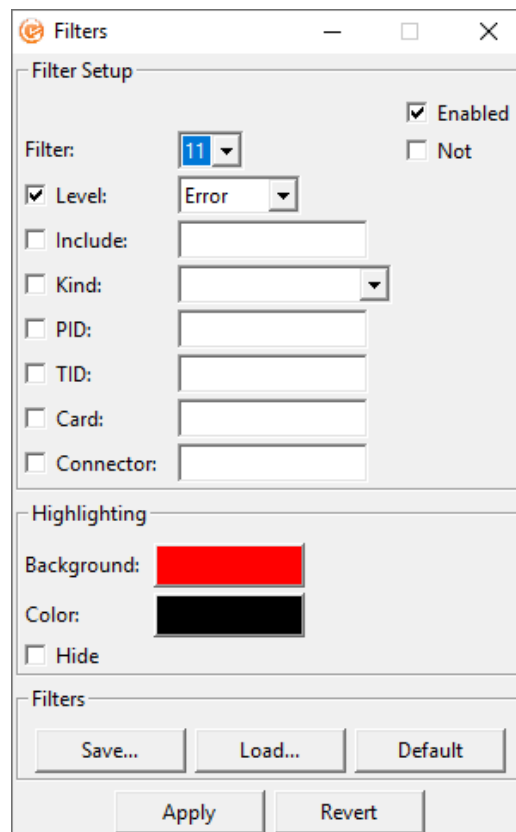 Filters
Filter Setup
Enabled
Filter: 11 Not
Level: Error
Include:
Kind:
PID:
TID:
Card:
Connector:
Highlighting
Background:
Color:
Hide
Filters
Save... Load... Default
Apply Revert